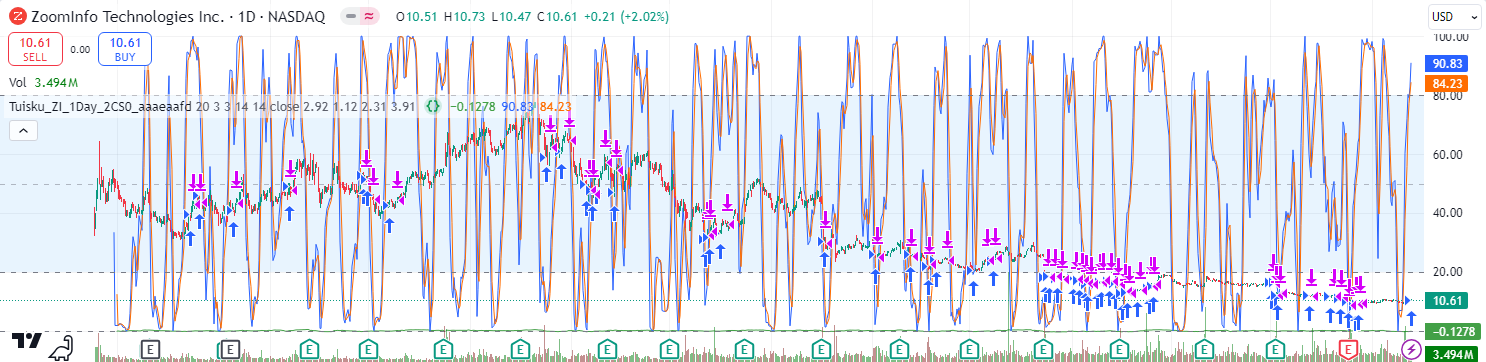 ZoomInfo Technologies Inc. · 1D · NASDAQ O10.51 H10.73 L10.47 C10.61 +0.21 (+2.02%)
USD
10.61 SELL 0.00 10.61 BUY
Vol 3.494M
Tuisku_ZI_1Day_2CS0_aaaeaafd 20 3 3 14 14 close 2.92 1.12 2.31 3.91 −0.1278 90.83 84.23
100.00
90.83
84.23
80.00
60.00
40.00
20.00
10.61
−0.1278
3.494M
E E E E E E E E E E E E E E E E E